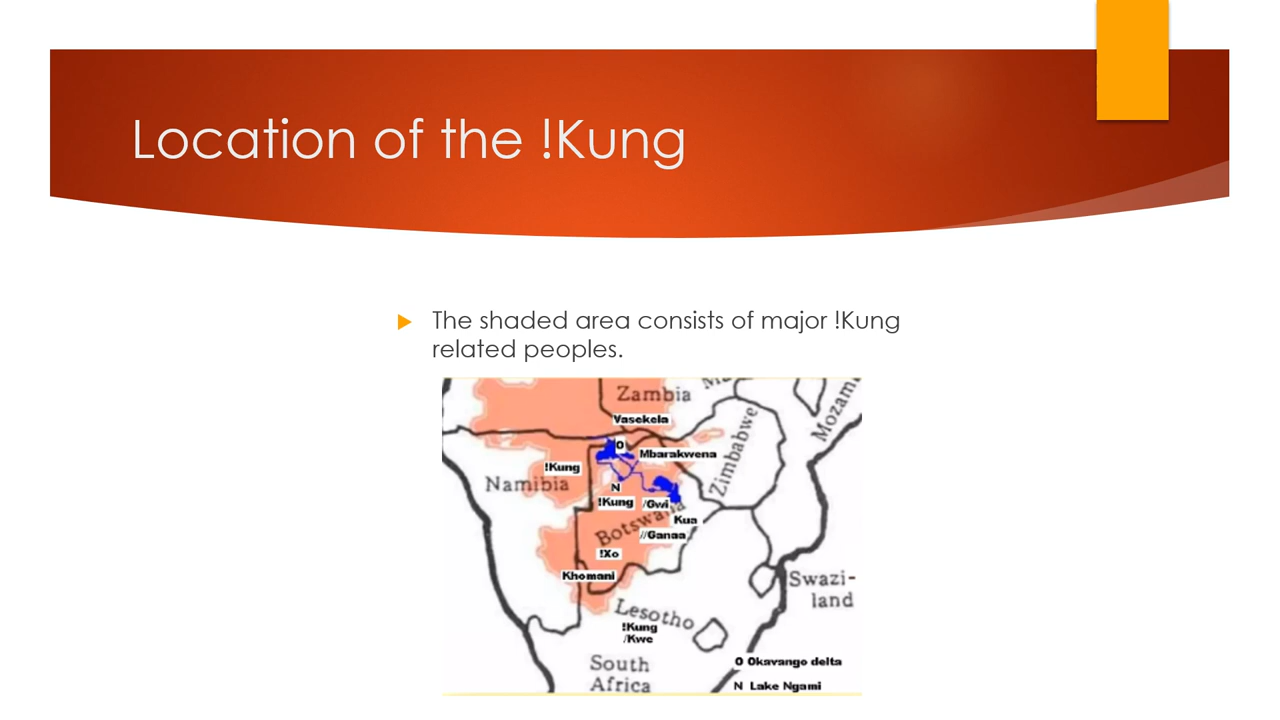 Location of the !Kung
The shaded area consists of major !Kung
related peoples.
Zambia
Vasekela
O
Mbarakwena
Zimbabwe
!Kung
Namibia
N
!Kung
/Gwi
Botswana
Kua
//Ganaa
!Xo
Khomani
Swazi-
land
Lesotho
!Kung
/Kwe
South
Africa
O Okavango delta
N Lake Ngami